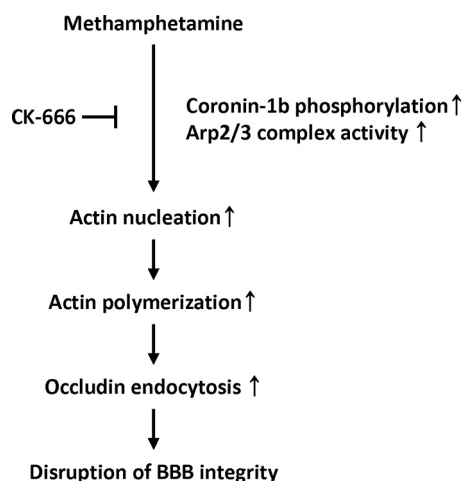 Methamphetamine
CK-666
Coronin-1b phosphorylation ↑
Arp2/3 complex activity ↑
Actin nucleation ↑
Actin polymerization ↑
Occludin endocytosis ↑
Disruption of BBB integrity